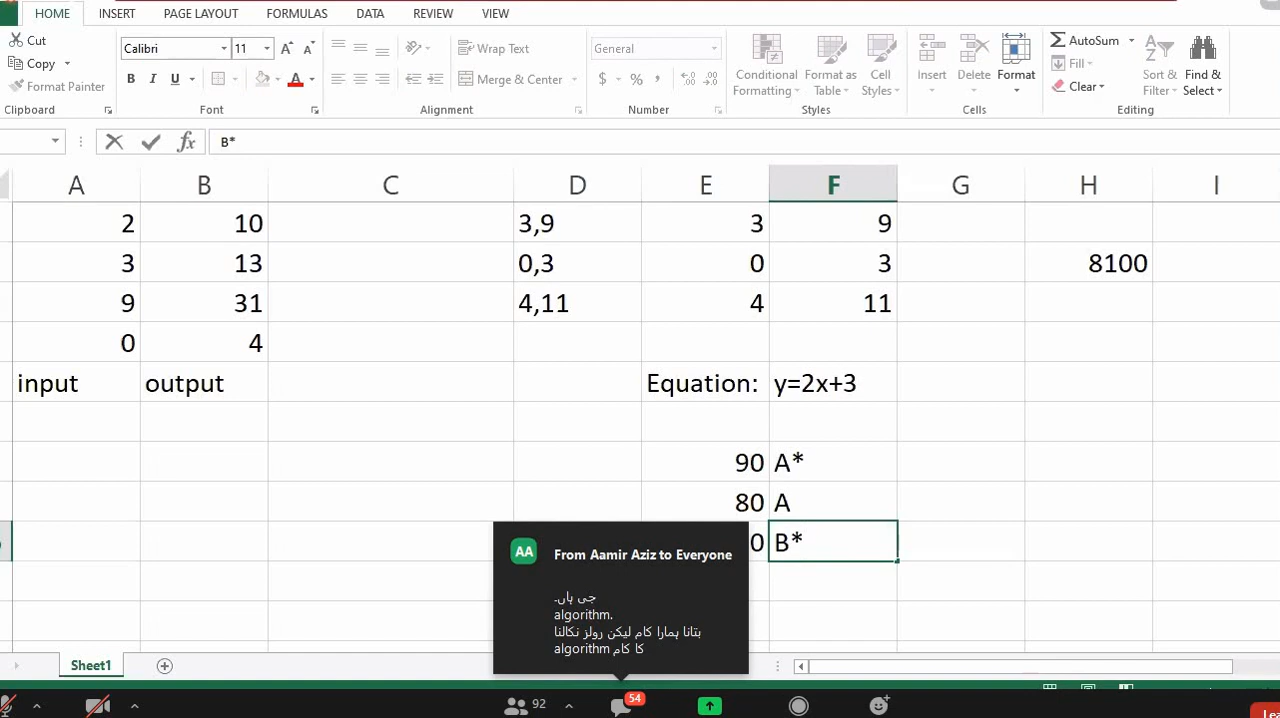 HOME INSERT PAGE LAYOUT FORMULAS DATA REVIEW VIEW
Cut
Copy
Format Painter
Clipboard
Calibri 11
B I U A
Font
Wrap Text
Merge & Center
Alignment
General
$ % ,
Number
Conditional
Formatting
Format as
Table
Cell
Styles
Styles
Insert Delete Format
Cells
AutoSum
Fill
Clear
Sort &
Filter
Find &
Select
Editing
fx B*
A B C D E F G H I
2 10 3,9 3 9
3 13 0,3 0 3 8100
9 31 4,11 4 11
0 4
input output Equation: y=2x+3
90 A*
80 A
0 B*
AA From Aamir Aziz to Everyone
جی ہاں۔
algorithm.
بتانا ہمارا کام لیکن رولز نکالنا
کا کام algorithm
Sheet1
92 54